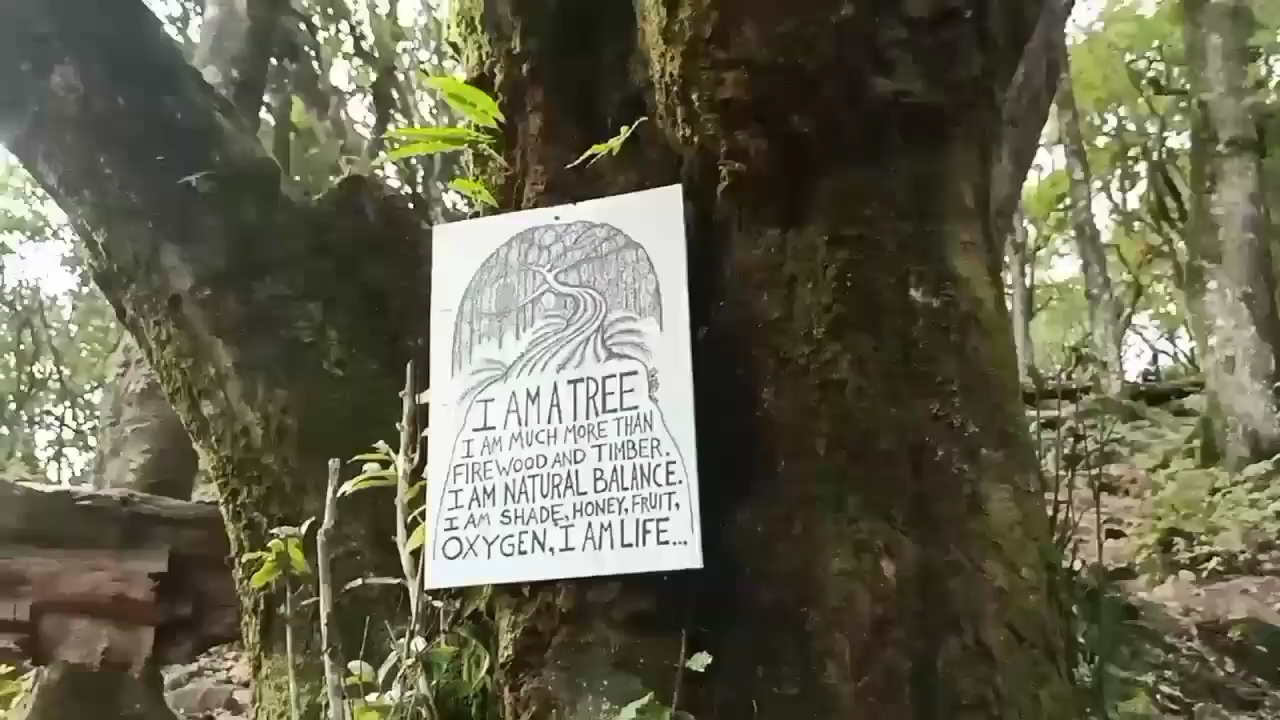 I AM A TREE
I AM MUCH MORE THAN
FIREWOOD AND TIMBER.
I AM NATURAL BALANCE.
I AM SHADE, HONEY, FRUIT,
OXYGEN, I AM LIFE...